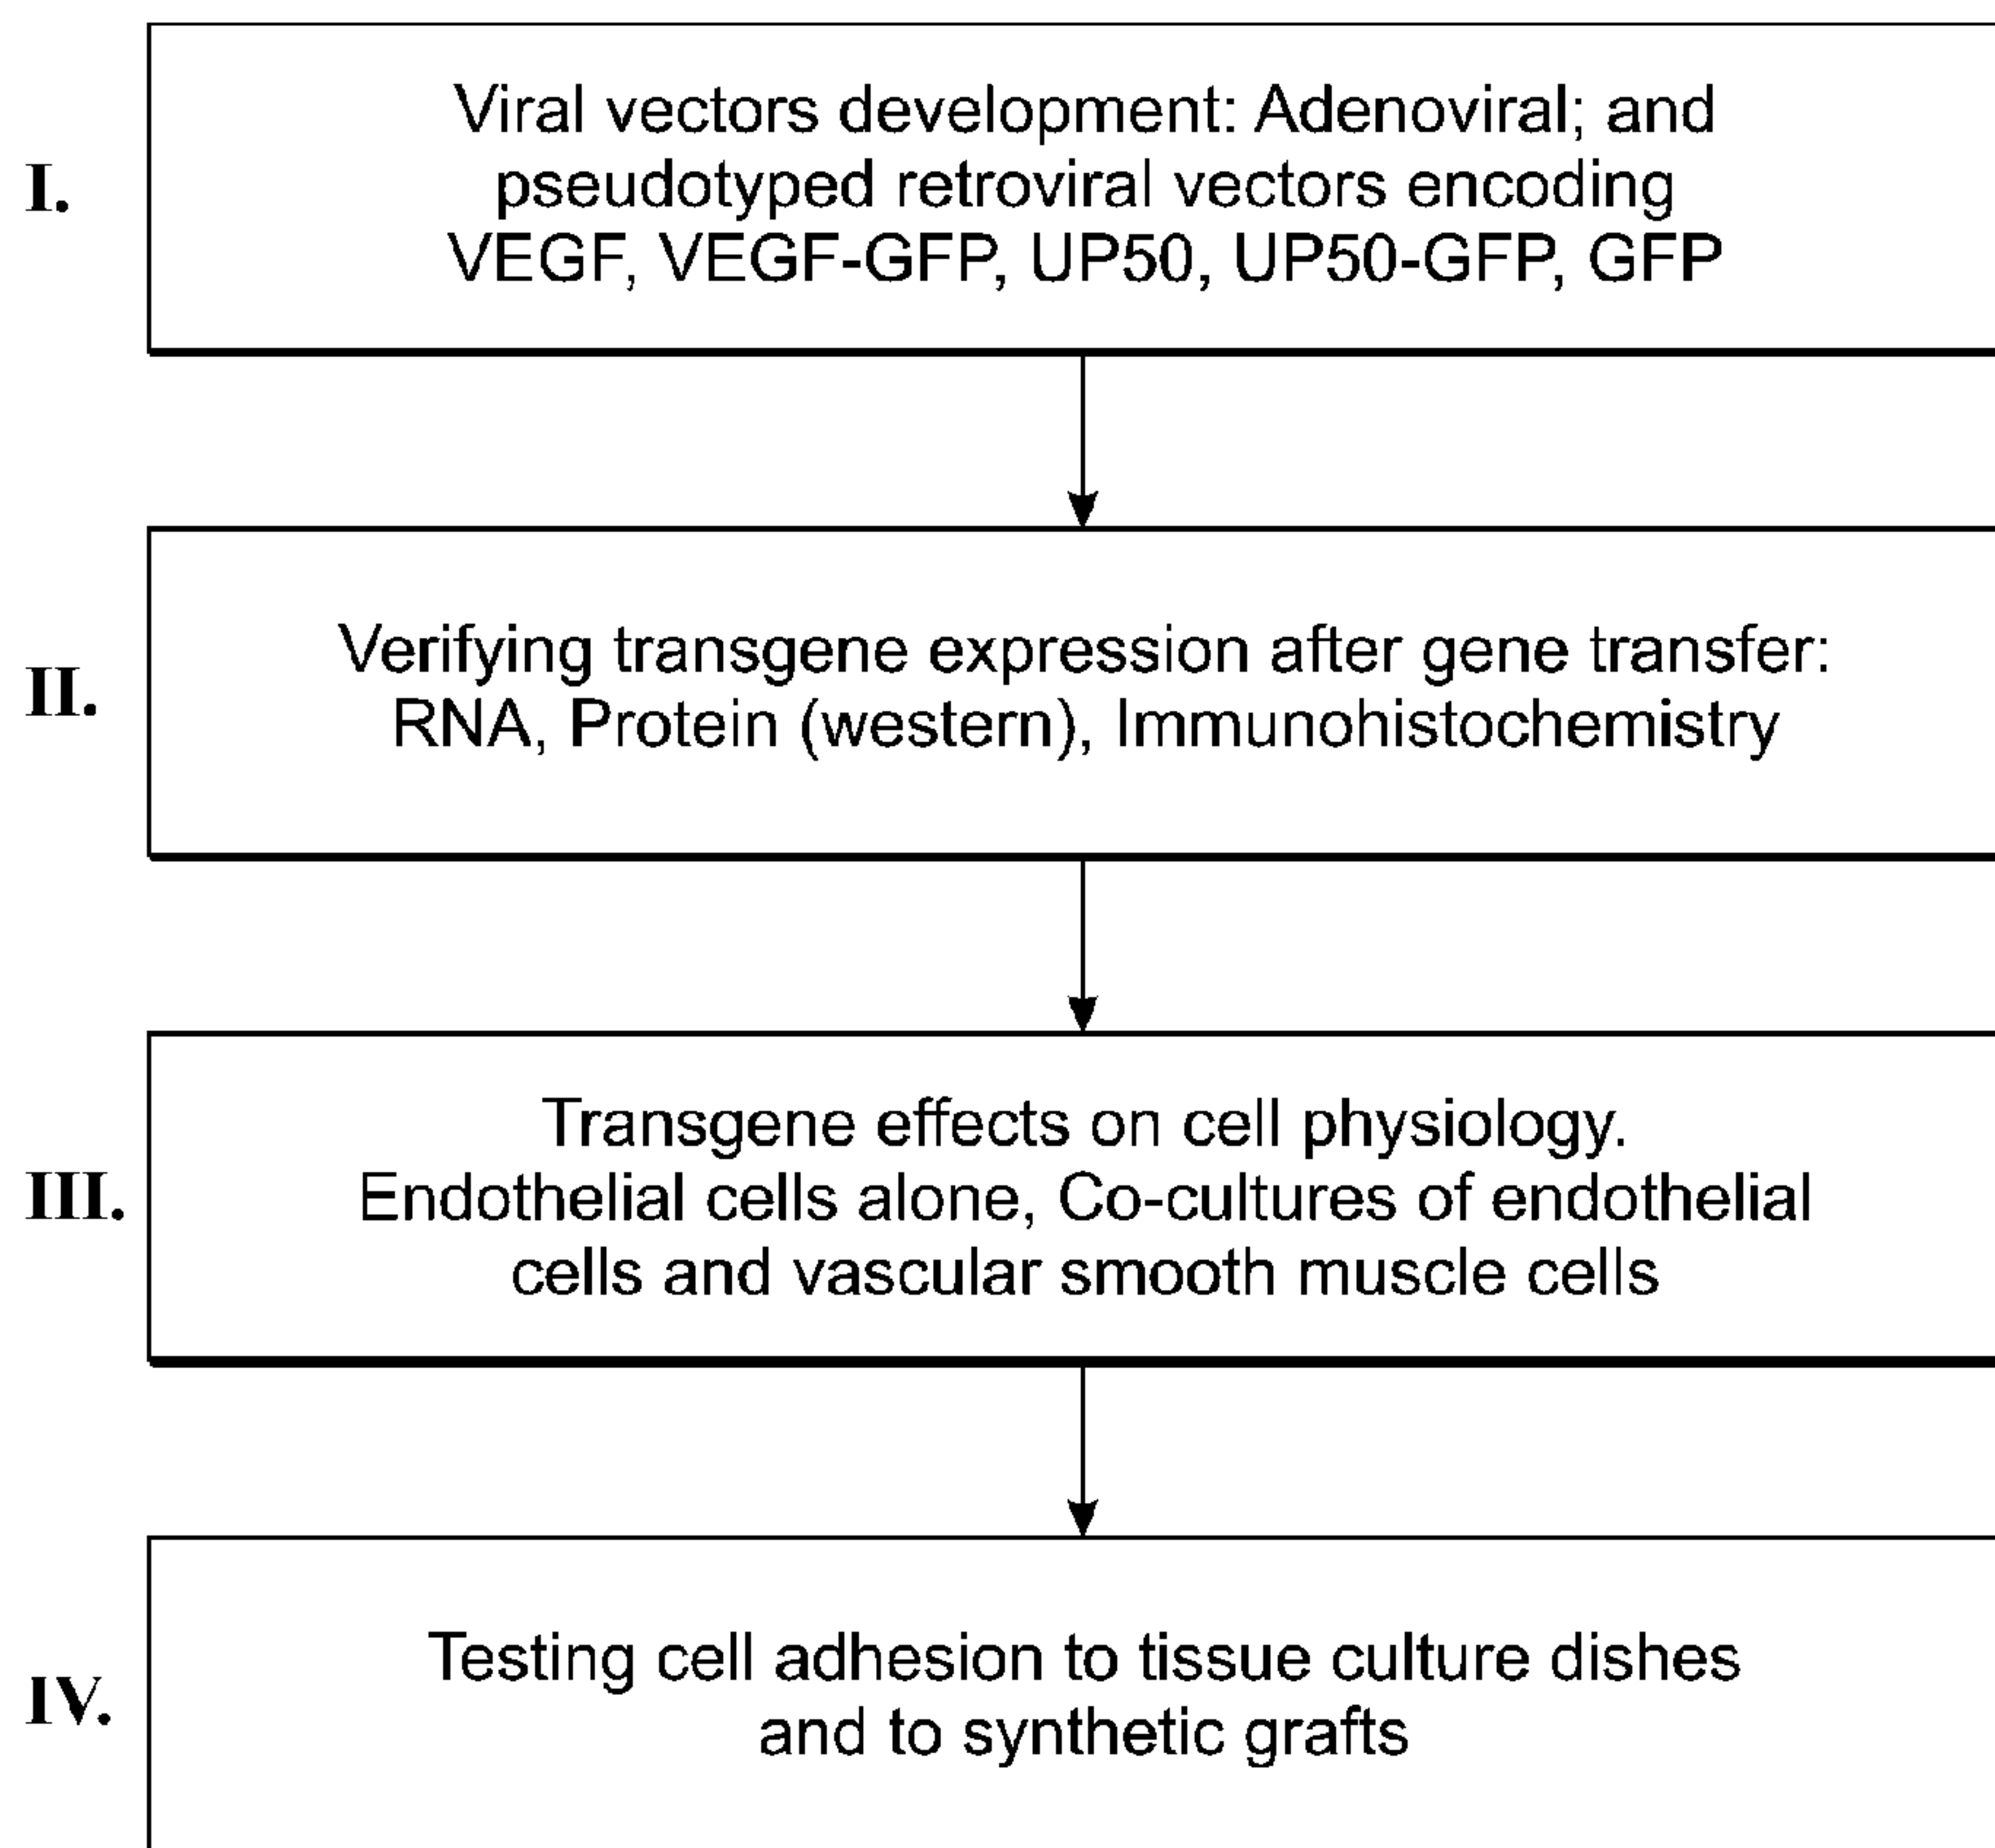 I.
Viral vectors development: Adenoviral; and
pseudotyped retroviral vectors encoding
VEGF, VEGF-GFP, UP50, UP50-GFP, GFP
II.
Verifying transgene expression after gene transfer:
RNA, Protein (western), Immunohistochemistry
III.
Transgene effects on cell physiology.
Endothelial cells alone, Co-cultures of endothelial
cells and vascular smooth muscle cells
IV.
Testing cell adhesion to tissue culture dishes
and to synthetic grafts